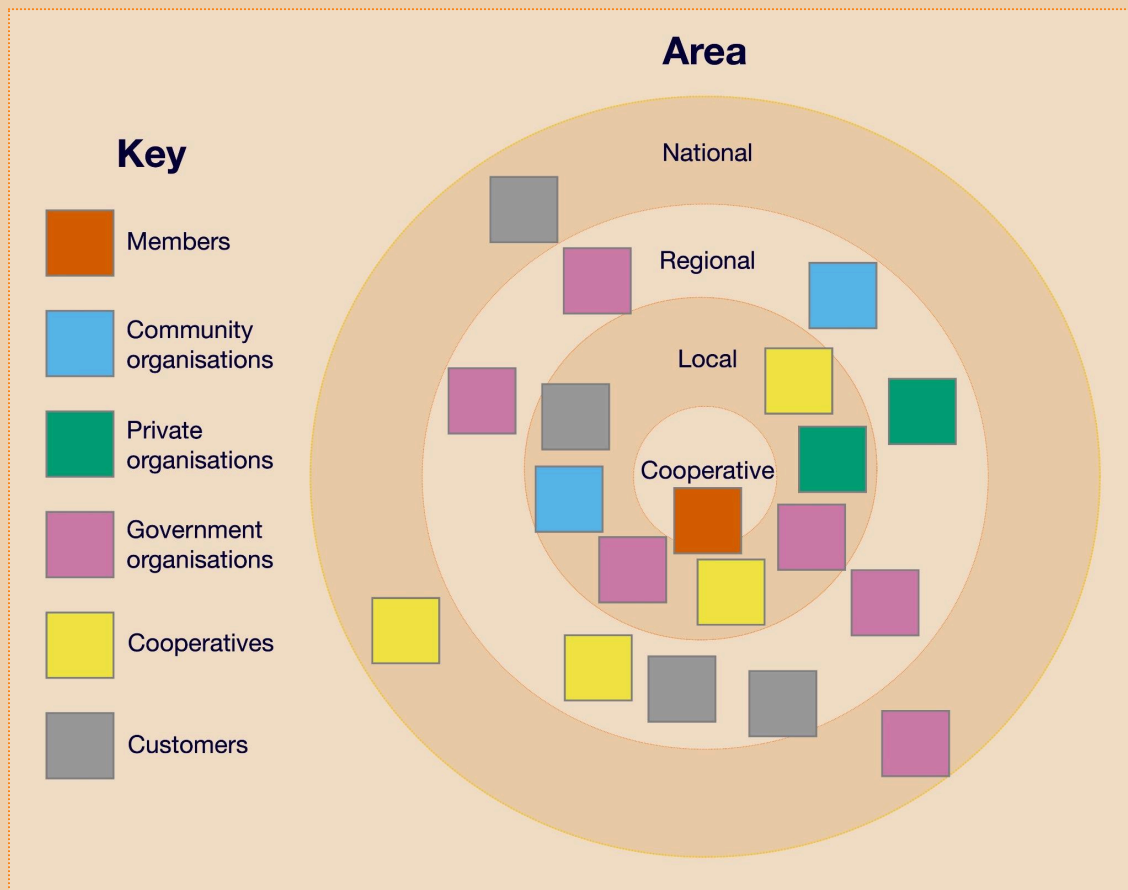 Area
Key
Members
Community
organisations
Private
organisations
Government
organisations
Cooperatives
Customers
National
Regional
Local
Cooperative